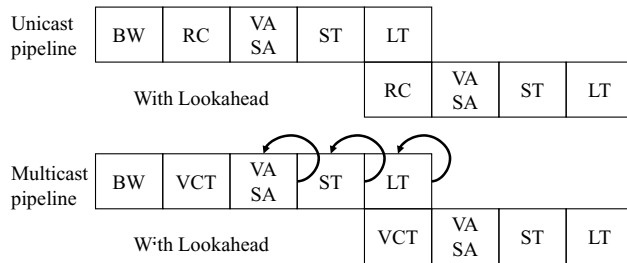 Unicast
pipeline
BW RC VA SA ST LT
With Lookahead
RC VA SA ST LT
Multicast
pipeline
BW VCT VA SA ST LT
With Lookahead
VCT VA SA ST LT